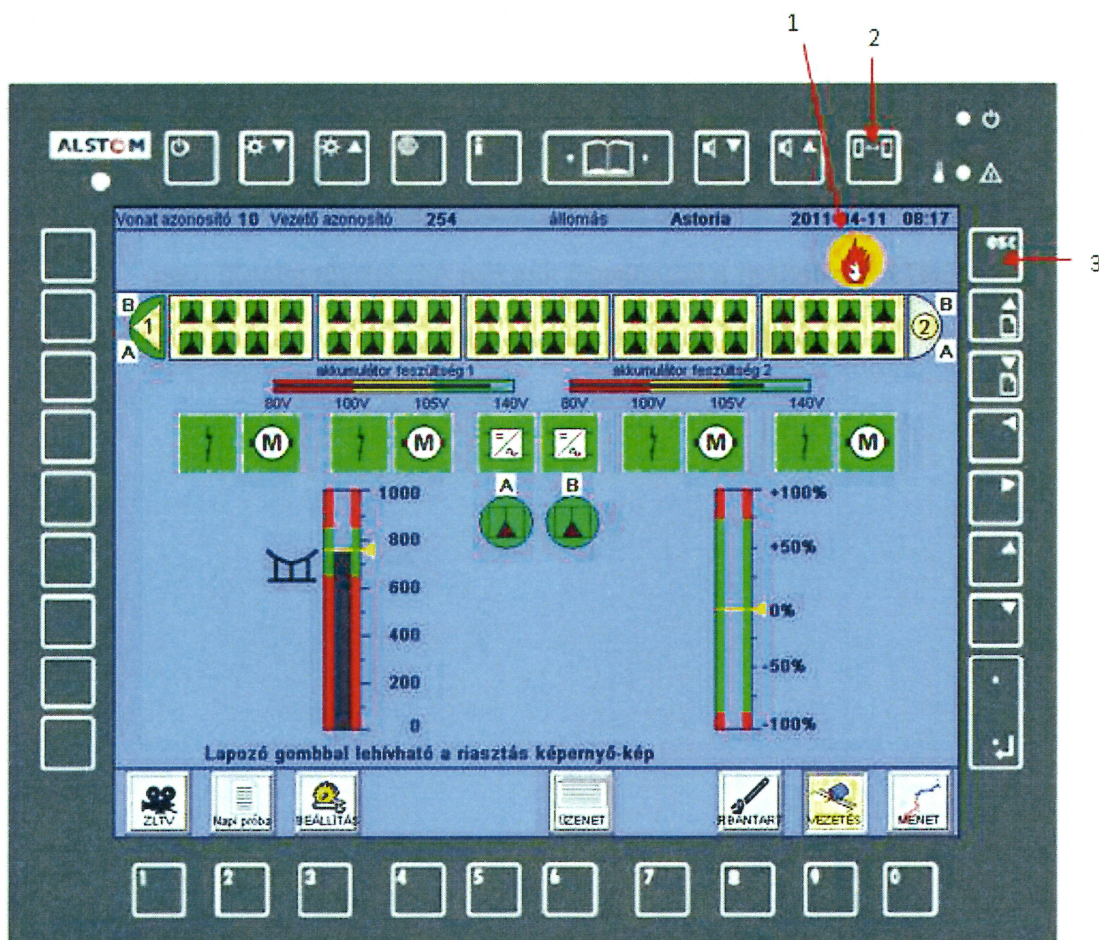 1
2
ALSTOM
Vonat azonosító 10 Vezető azonosító 254 állomás Astoria 2011-04-11 08:17
esc
3
B B
1 2
A A
akkumulátor feszültség 1 akkumulátor feszültség 2
80V 100V 105V 140V 80V 100V 105V 140V
M M M M
A B
1000 +100%
800 +50%
600 0%
400
200 -50%
0 -100%
Lapozó gombbal lehívható a riasztás képernyő-kép
ZLTV Napi próba BEÁLLÍTÁS ÜZENET RBANTART VEZETÉS MENET
1 2 3 4 5 6 7 8 9 0